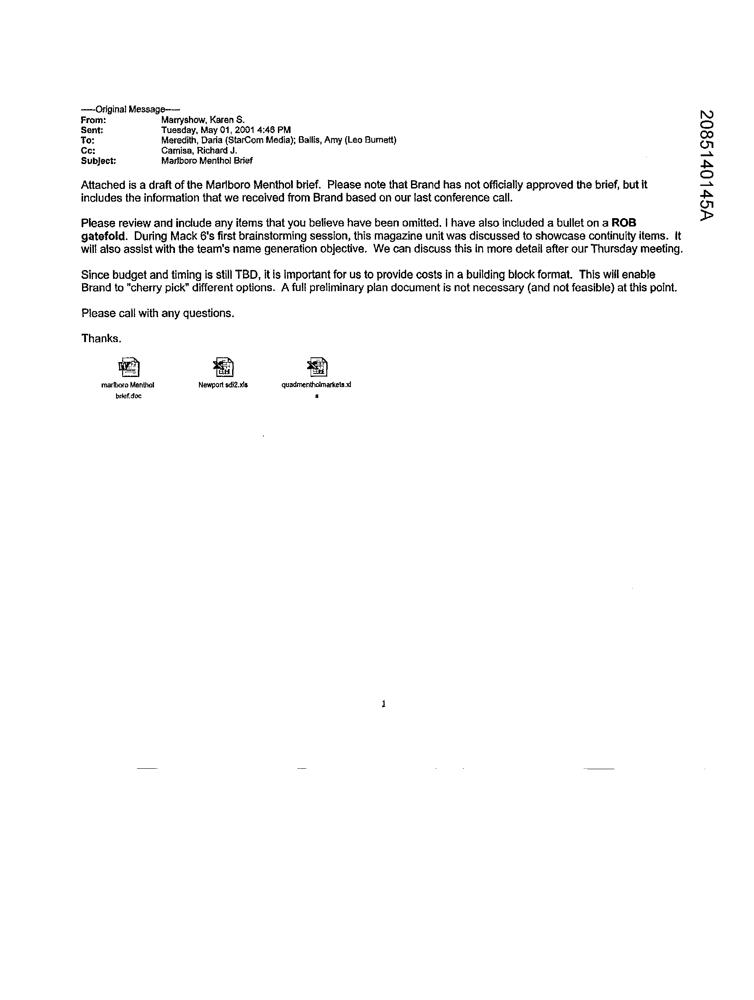 -----Original Message-----
From: Marryshow, Karen S.
Sent: Tuesday, May 01, 2001 4:46 PM
To: Meredith, Daria (StarCom Media); Ballis, Amy (Leo Burnett)
Cc: Camisa, Richard J.
Subject: Marlboro Menthol Brief
Attached is a draft of the Marlboro Menthol brief. Please note that Brand has not officially approved the brief, but it
includes the information that we received from Brand based on our last conference call.
Please review and include any items that you believe have been omitted. I have also included a bullet on a ROB
gatefold. During Mack 6's first brainstorming session, this magazine unit was discussed to showcase continuity items. It
will also assist with the team's name generation objective. We can discuss this in more detail after our Thursday meeting.
Since budget and timing is still TBD, it is important for us to provide costs in a building block format. This will enable
Brand to "cherry pick" different options. A full preliminary plan document is not necessary (and not feasible) at this point.
Please call with any questions.
Thanks.
marlboro Menthol
brief.doc
Newport sdi2.xls
quadmentholmarkets.xl
s
1
2085140145A